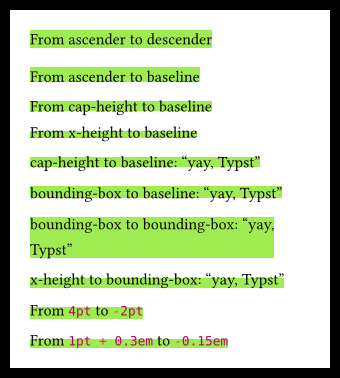 From ascender to descender
From ascender to baseline
From cap-height to baseline
From x-height to baseline
cap-height to baseline: “yay, Typst”
bounding-box to baseline: “yay, Typst”
bounding-box to bounding-box: “yay,
Typst”
x-height to bounding-box: “yay, Typst”
From 4pt to -2pt
From 1pt + 0.3em to -0.15em